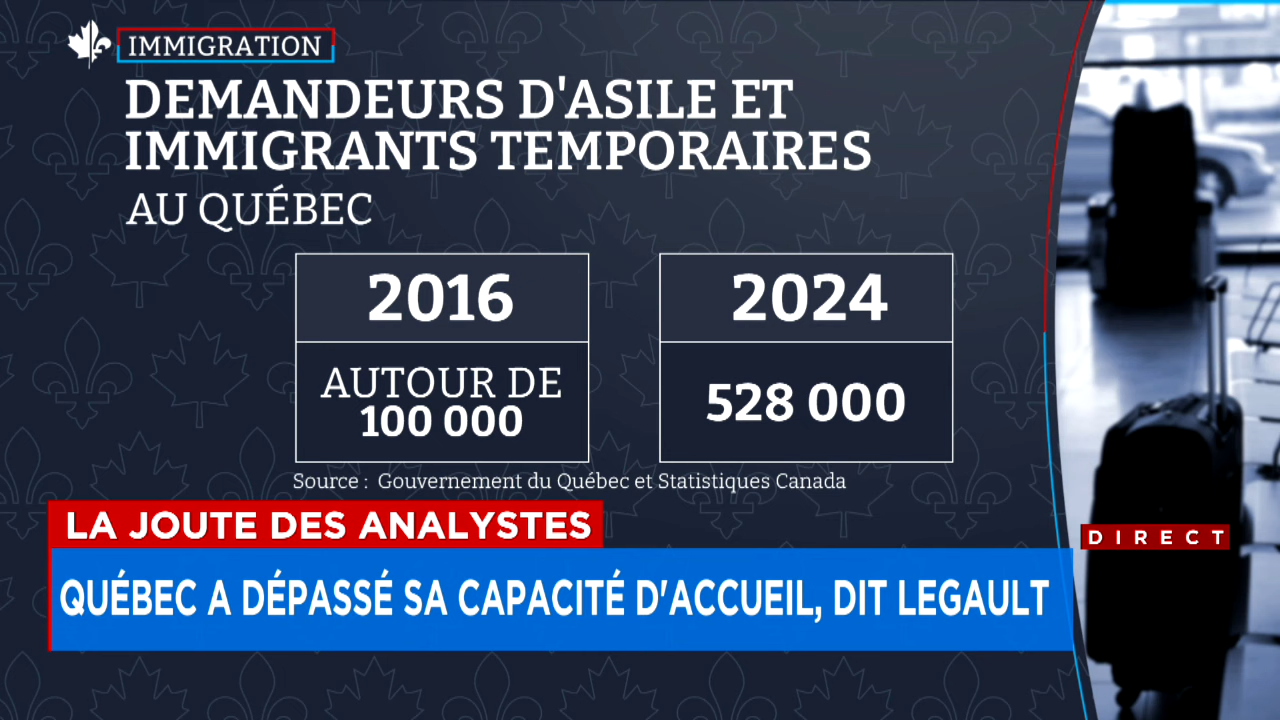 IMMIGRATION
DEMANDEURS D'ASILE ET
IMMIGRANTS TEMPORAIRES
AU QUÉBEC
2016
AUTOUR DE
100 000
2024
528 000
Source : Gouvernement du Québec et Statistiques Canada
LA JOUTE DES ANALYSTES
DIRECT
QUÉBEC A DÉPASSÉ SA CAPACITÉ D'ACCUEIL, DIT LEGAULT